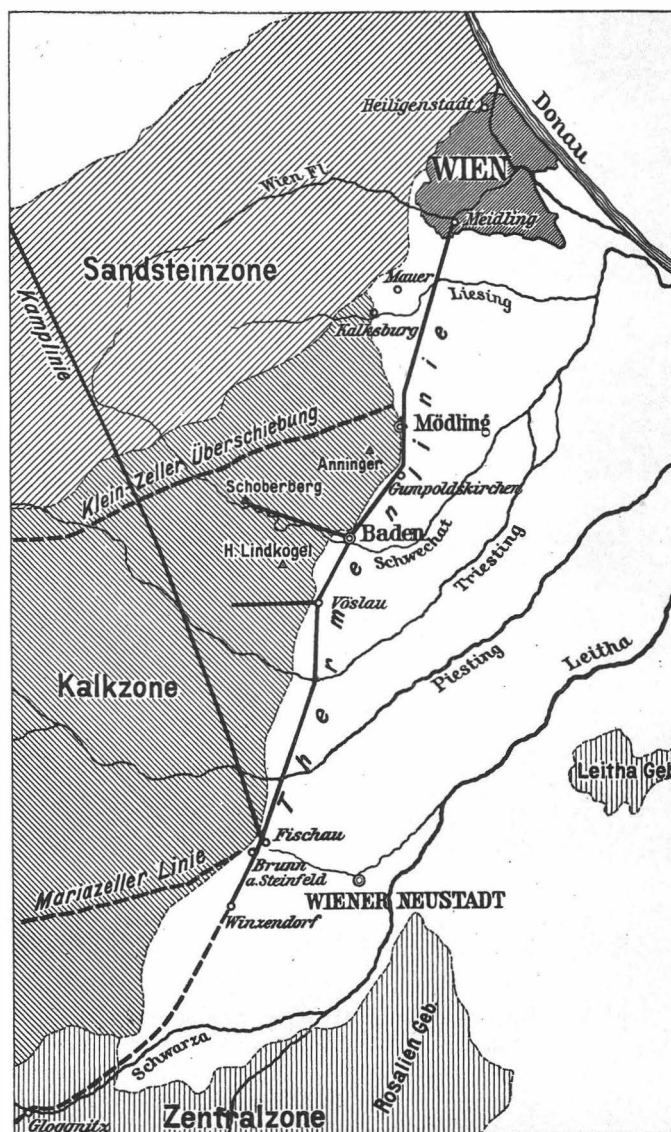 Heiligenstadt
Donau
WIEN
Wien Fl.
Meidling
Sandsteinzone
Mauer
Liesing
Kamplinie
Kalksburg
Mödling
Klein-Zeller Überschiebung
Anninger
Schoberberg
Gumpoldskirchen
Baden
Schwechat
H. Lindkogel
Triesting
Vöslau
Thermenlinie
Leitha
Piesting
Kalkzone
Leitha Geb
Fischau
Mariazeller Linie
Brunn
a. Steinfeld
WIENER NEUSTADT
Winzendorf
Schwarza
Rosalien Geb.
Gloggnitz
Zentralzone